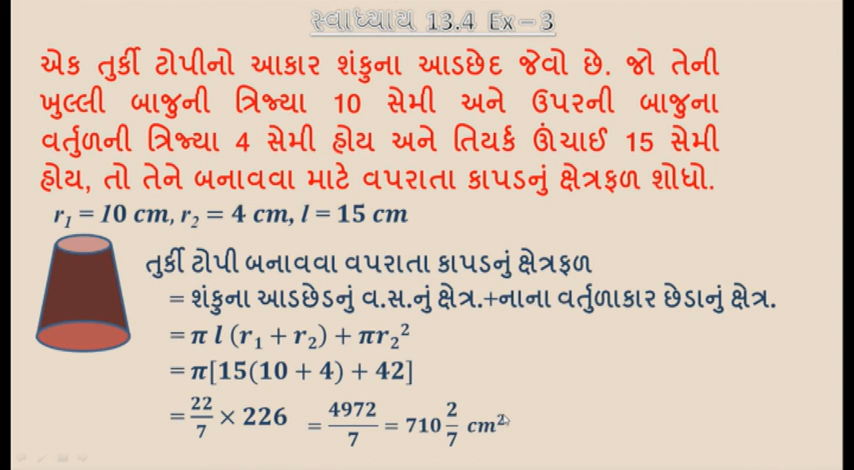 સ્વાધ્યાય 13.4 Ex – 3
એક તુર્કી ટોપીનો આકાર શંકુના આડછેદ જેવો છે. જો તેની
ખુલ્લી બાજુની ત્રિજ્યા 10 સેમી અને ઉપરની બાજુના
વર્તુળની ત્રિજ્યા 4 સેમી હોય અને તિર્યક ઊંચાઈ 15 સેમી
હોય, તો તેને બનાવવા માટે વપરાતા કાપડનું ક્ષેત્રફળ શોધો.
r₁ = 10 cm, r₂ = 4 cm, l = 15 cm
તુર્કી ટોપી બનાવવા વપરાતા કાપડનું ક્ષેત્રફળ
= શંકુના આડછેડનું વ.સ.નું ક્ષેત્ર.+નાના વર્તુળાકાર છેડાનું ક્ષેત્ર.
= π l (r₁ + r₂) + πr₂²
= π[15(10 + 4) + 42]
= 22/7 × 226 = 4972/7 = 710 2/7 cm²